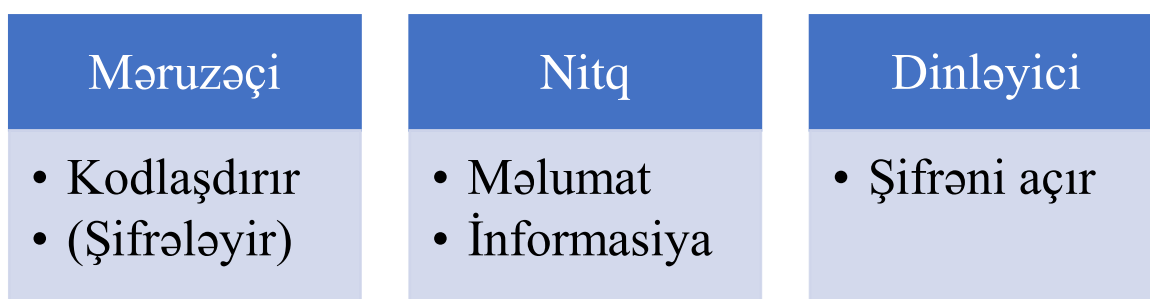 Məruzəçi
• Kodlaşdırır
• (Şifrələyir)
Nitq
• Məlumat
• İnformasiya
Dinləyici
• Şifrəni açır